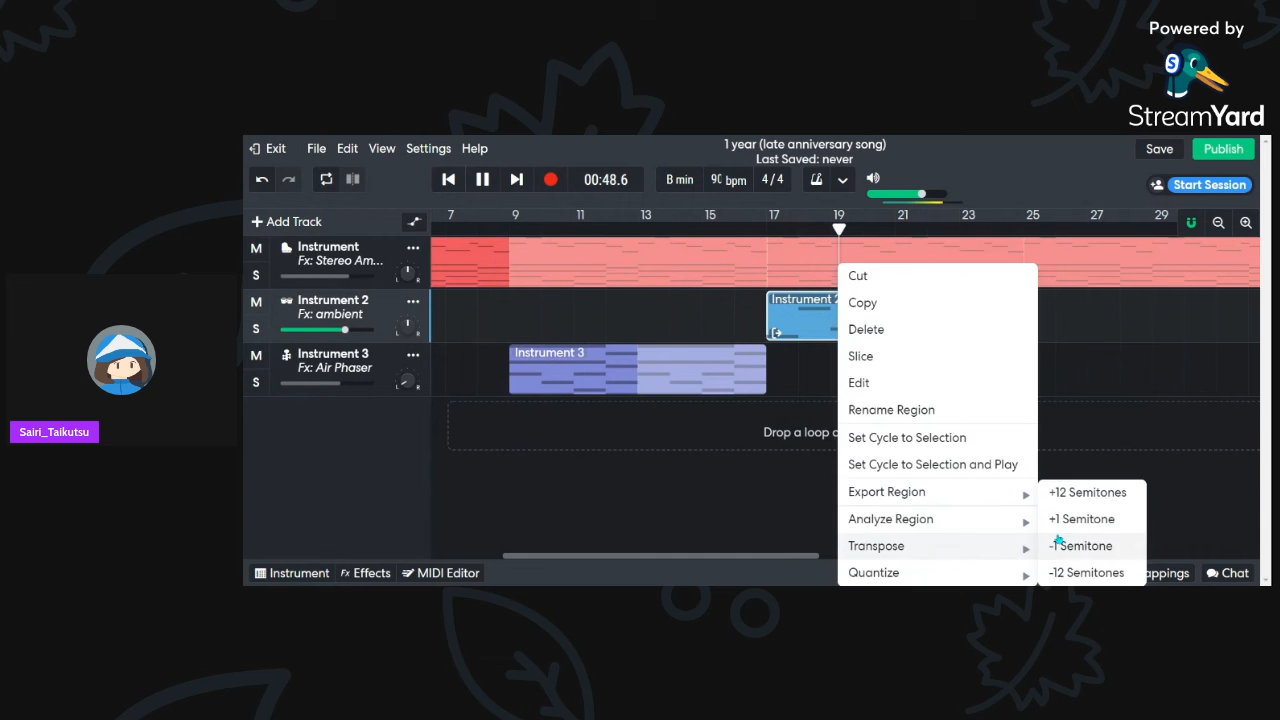 Powered by
S
StreamYard
Exit File Edit View Settings Help
1 year (late anniversary song)
Last Saved: never
Save Publish
00:48.6 B min 90 bpm 4 / 4
Start Session
Add Track
7 9 11 13 15 17 19 21 23 25 27 29
M Instrument
Fx: Stereo Am...
S L R
M Instrument 2
Fx: ambient
S L R
Instrument 2
M Instrument 3
Fx: Air Phaser
S L R
Instrument 3
Drop a loop
Cut
Copy
Delete
Slice
Edit
Rename Region
Set Cycle to Selection
Set Cycle to Selection and Play
Export Region
Analyze Region
Transpose
Quantize
+12 Semitones
+1 Semitone
-1 Semitone
-12 Semitones
Instrument Fx Effects MIDI Editor
appings Chat
Sairi_Taikutsu